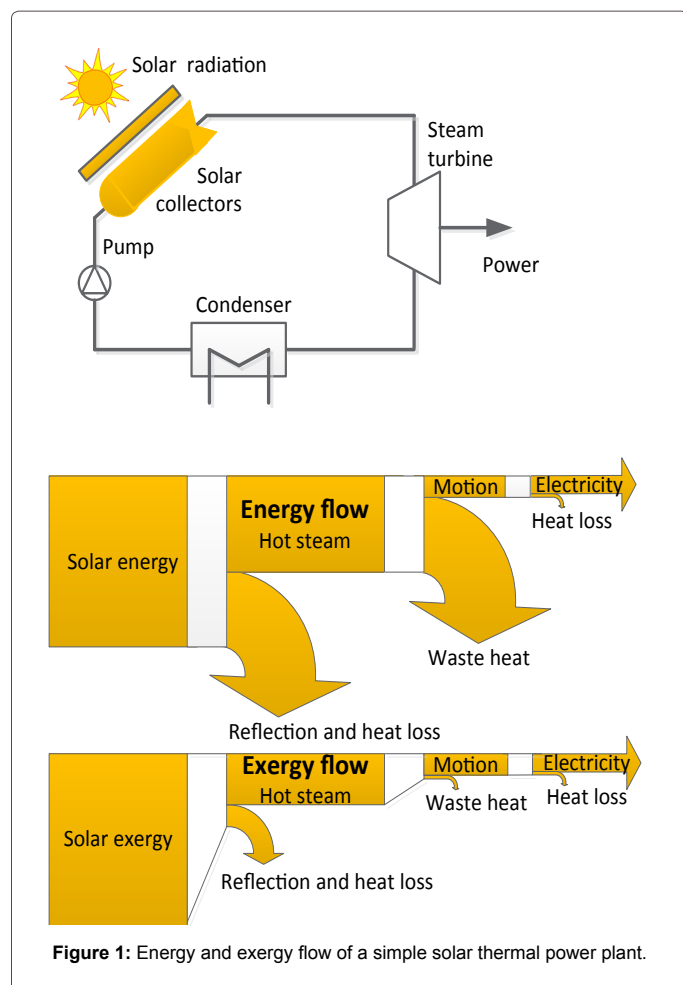 Solar radiation
Steam
turbine
Solar
collectors
Pump
Power
Condenser
Motion
Electricity
Energy flow
Hot steam
Heat loss
Solar energy
Waste heat
Reflection and heat loss
Exergy flow
Motion
Electricity
Hot steam
Waste heat
Heat loss
Solar exergy
Reflection and heat loss
Figure 1: Energy and exergy flow of a simple solar thermal power plant.